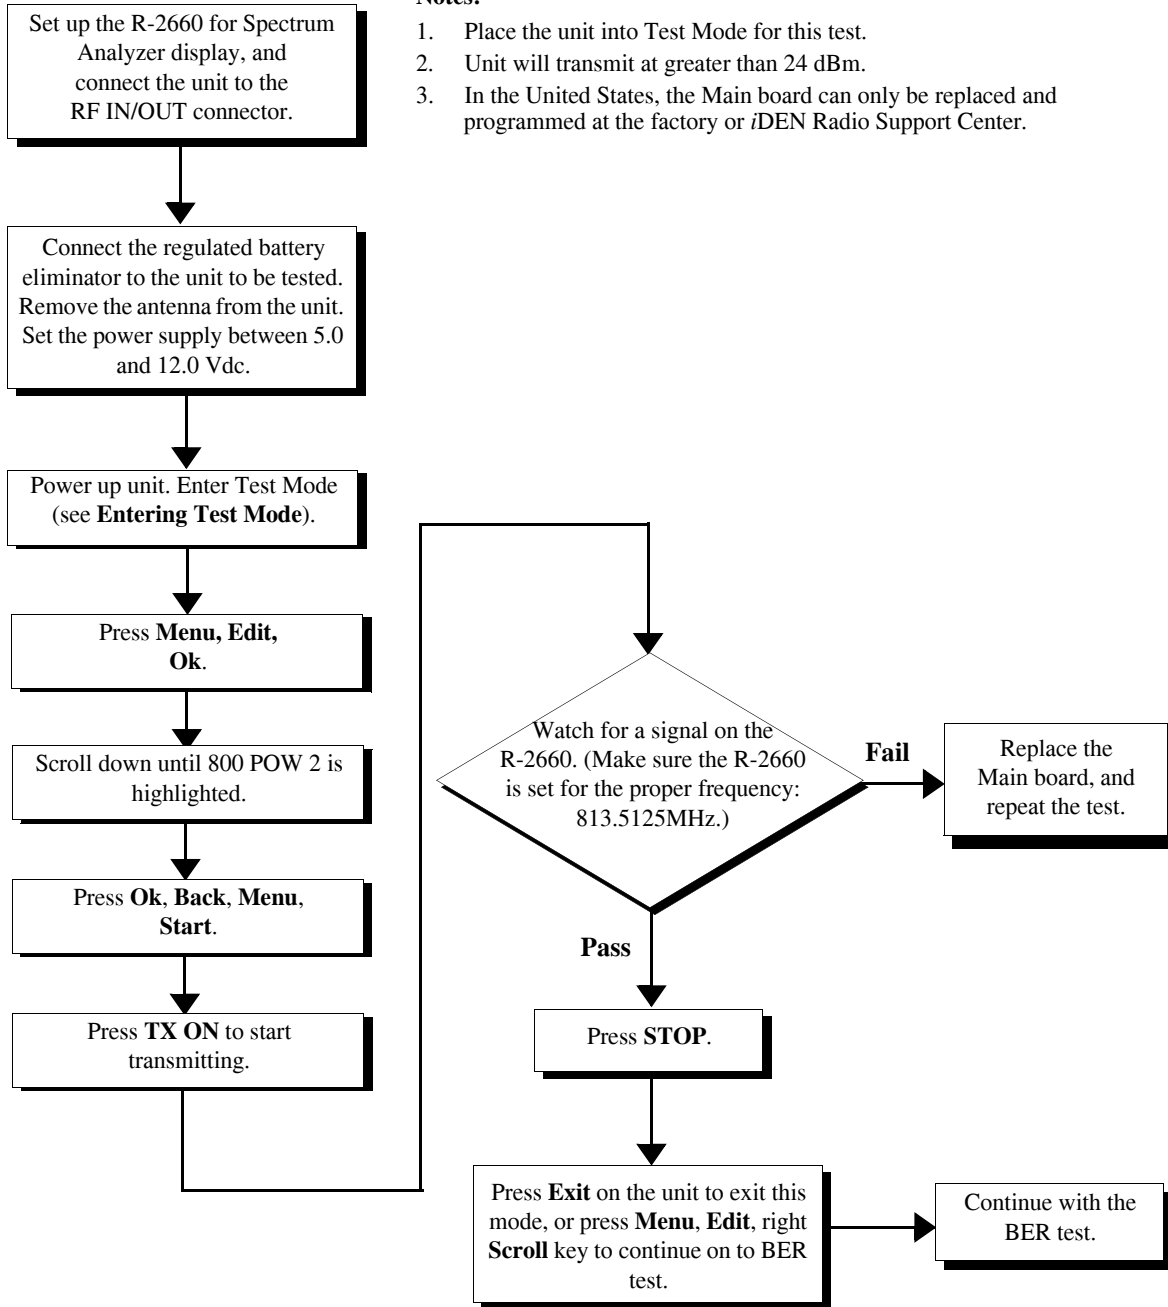 Notes:
1. Place the unit into Test Mode for this test.
2. Unit will transmit at greater than 24 dBm.
3. In the United States, the Main board can only be replaced and
programmed at the factory or iDEN Radio Support Center.
Set up the R-2660 for Spectrum
Analyzer display, and
connect the unit to the
RF IN/OUT connector.
Connect the regulated battery
eliminator to the unit to be tested.
Remove the antenna from the unit.
Set the power supply between 5.0
and 12.0 Vdc.
Power up unit. Enter Test Mode
(see Entering Test Mode).
Press Menu, Edit,
Ok.
Scroll down until 800 POW 2 is
highlighted.
Press Ok, Back, Menu,
Start.
Press TX ON to start
transmitting.
Watch for a signal on the
R-2660. (Make sure the R-2660
is set for the proper frequency:
813.5125MHz.)
Fail
Replace the
Main board, and
repeat the test.
Pass
Press STOP.
Press Exit on the unit to exit this
mode, or press Menu, Edit, right
Scroll key to continue on to BER
test.
Continue with the
BER test.